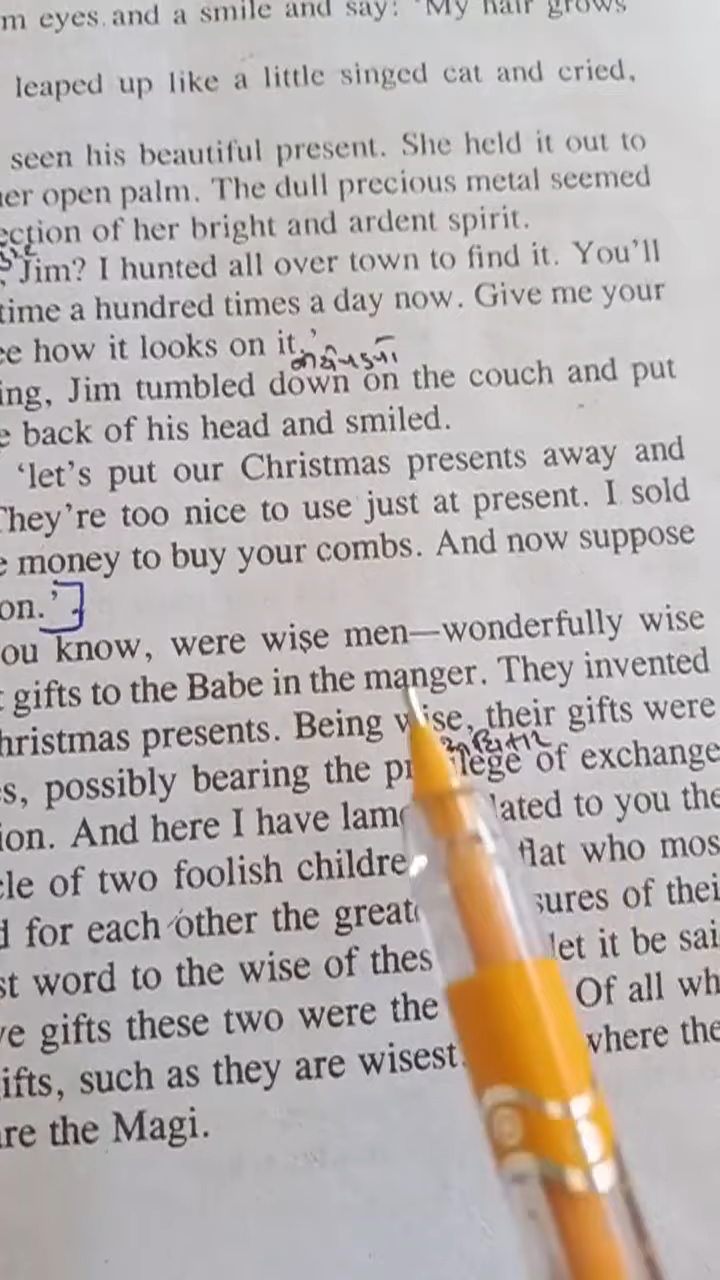 m eyes and a smile and say: 'My hair grows
leaped up like a little singed cat and cried,
seen his beautiful present. She held it out to
er open palm. The dull precious metal seemed
ection of her bright and ardent spirit.
Jim? I hunted all over town to find it. You'll
time a hundred times a day now. Give me your
ee how it looks on it.'
ing, Jim tumbled down on the couch and put
e back of his head and smiled.
'let's put our Christmas presents away and
They're too nice to use just at present. I sold
e money to buy your combs. And now suppose
on.'
ou know, were wise men—wonderfully wise
gifts to the Babe in the manger. They invented
hristmas presents. Being wise, their gifts were
s, possibly bearing the pr ilege of exchange
ion. And here I have lam lated to you the
cle of two foolish childre flat who mos
d for each other the great sures of thei
st word to the wise of thes let it be sai
ve gifts these two were the Of all wh
ifts, such as they are wisest. where the
re the Magi.